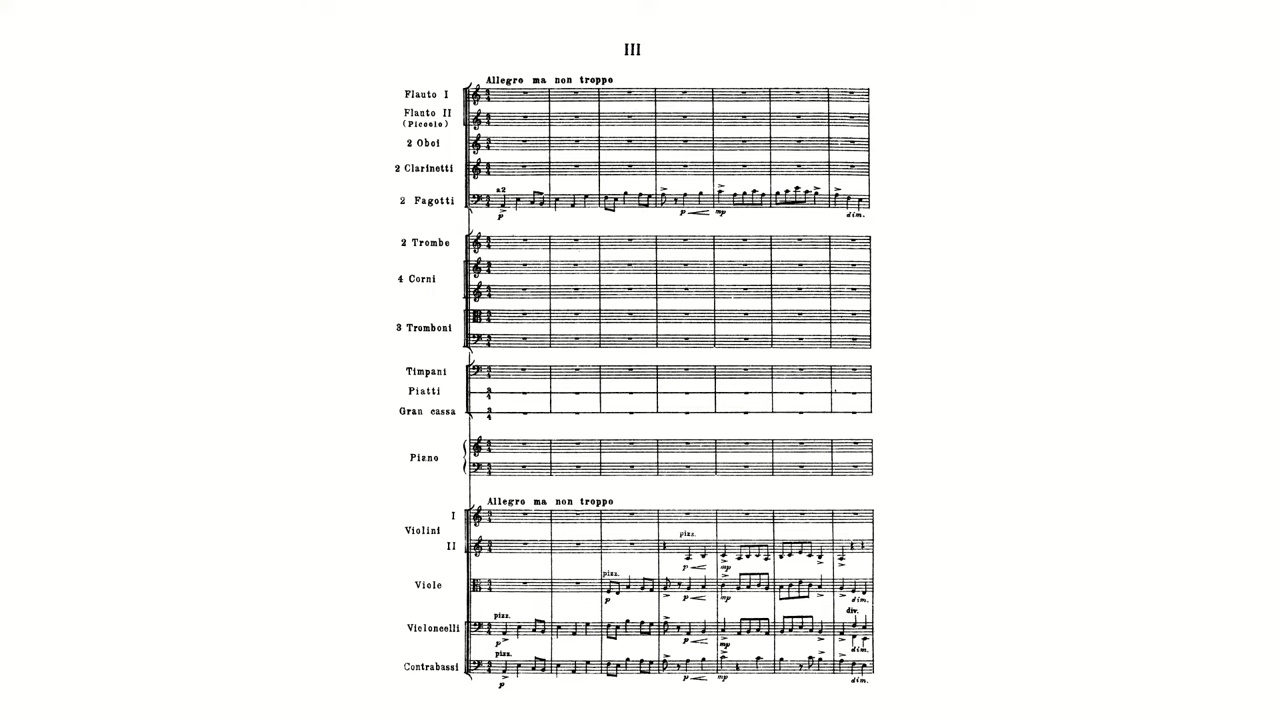 III
Allegro ma non troppo
Flauto I
Flauto II
(Piccolo)
2 Oboi
2 Clarinetti
a2
2 Fagotti
p
p
mp
dim.
2 Trombe
4 Corni
3 Tromboni
Timpani
Piatti
Gran cassa
Piano
Allegro ma non troppo
I
Violini
pizz.
II
p
mp
pizz.
Viole
p
p
mp
dim.
pizz.
div.
Violoncelli
p
p
mp
dim.
pizz.
Contrabassi
p
p
mp
dim.